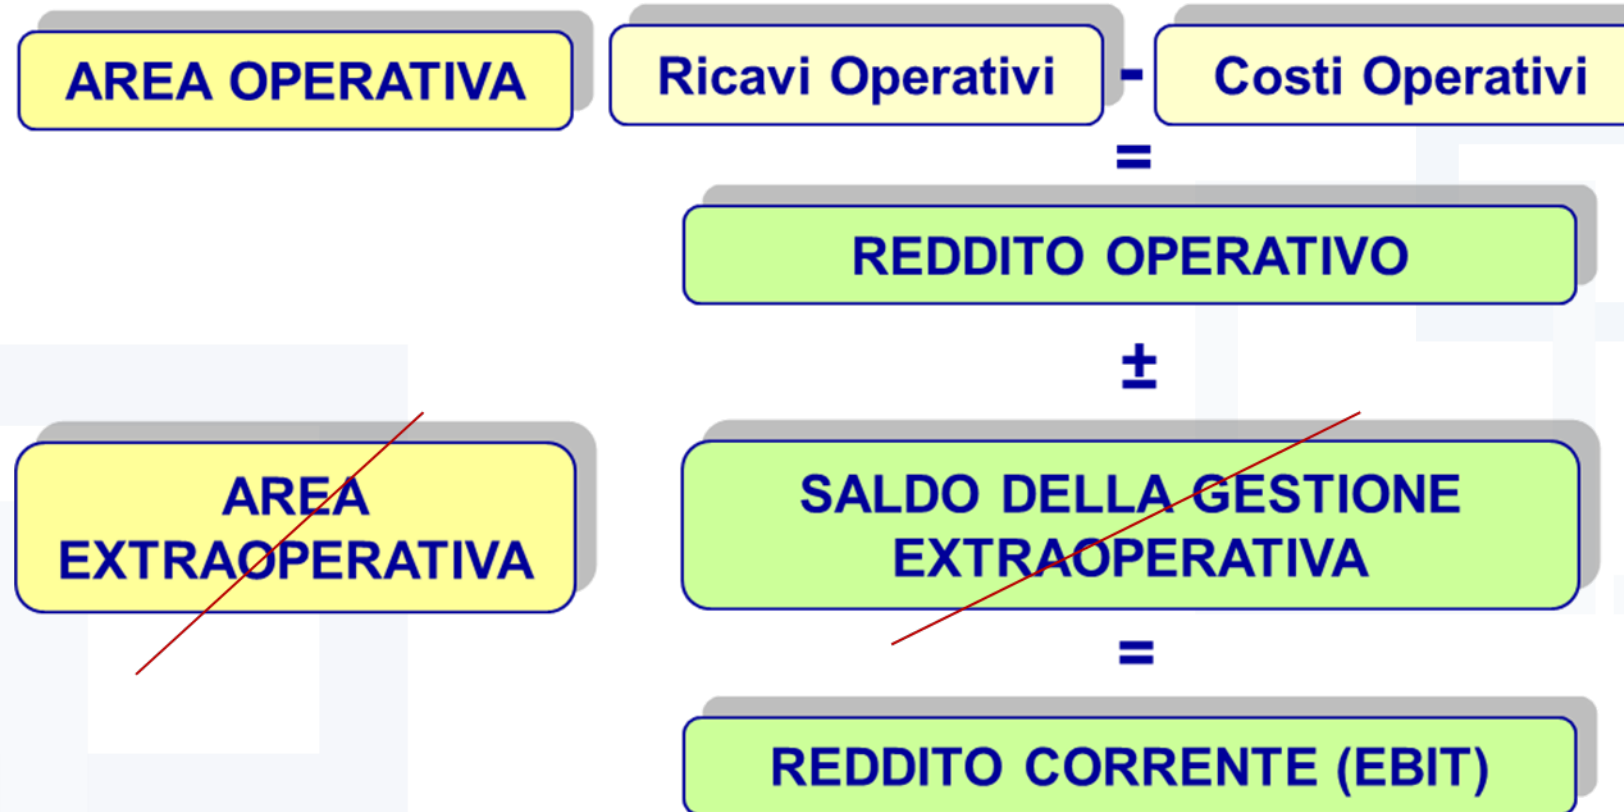 AREA OPERATIVA
Ricavi Operativi - Costi Operativi
=
REDDITO OPERATIVO
±
AREA
EXTRAOPERATIVA
SALDO DELLA GESTIONE
EXTRAOPERATIVA
=
REDDITO CORRENTE (EBIT)